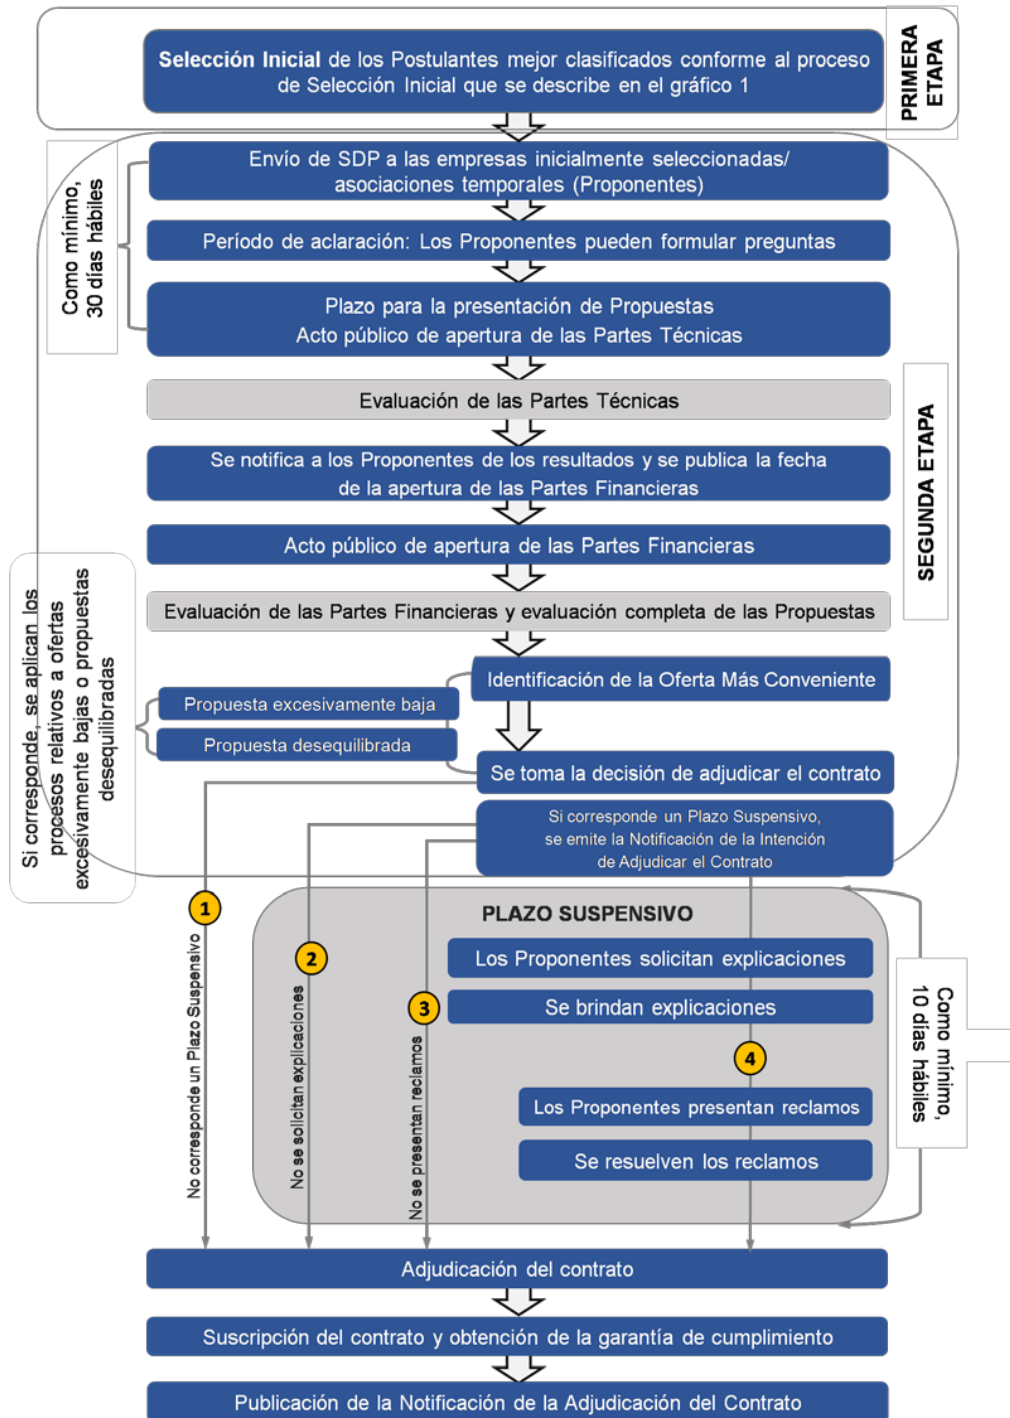 Selección Inicial de los Postulantes mejor clasificados conforme al proceso
de Selección Inicial que se describe en el gráfico 1
PRIMERA
ETAPA
Envío de SDP a las empresas inicialmente seleccionadas/
asociaciones temporales (Proponentes)
Como mínimo,
30 días hábiles
Período de aclaración: Los Proponentes pueden formular preguntas
Plazo para la presentación de Propuestas
Acto público de apertura de las Partes Técnicas
Evaluación de las Partes Técnicas
SEGUNDA ETAPA
Se notifica a los Proponentes de los resultados y se publica la fecha
de la apertura de las Partes Financieras
Acto público de apertura de las Partes Financieras
Evaluación de las Partes Financieras y evaluación completa de las Propuestas
Si corresponde, se aplican los
procesos relativos a ofertas
excesivamente bajas o propuestas
desequilibradas
Identificación de la Oferta Más Conveniente
Propuesta excesivamente baja
Propuesta desequilibrada
Se toma la decisión de adjudicar el contrato
Si corresponde un Plazo Suspensivo,
se emite la Notificación de la Intención
de Adjudicar el Contrato
1
No corresponde un Plazo Suspensivo
2
No se solicitan explicaciones
3
No se presentan reclamos
PLAZO SUSPENSIVO
Los Proponentes solicitan explicaciones
Se brindan explicaciones
4
Los Proponentes presentan reclamos
Se resuelven los reclamos
Como mínimo,
10 días hábiles
Adjudicación del contrato
Suscripción del contrato y obtención de la garantía de cumplimiento
Publicación de la Notificación de la Adjudicación del Contrato